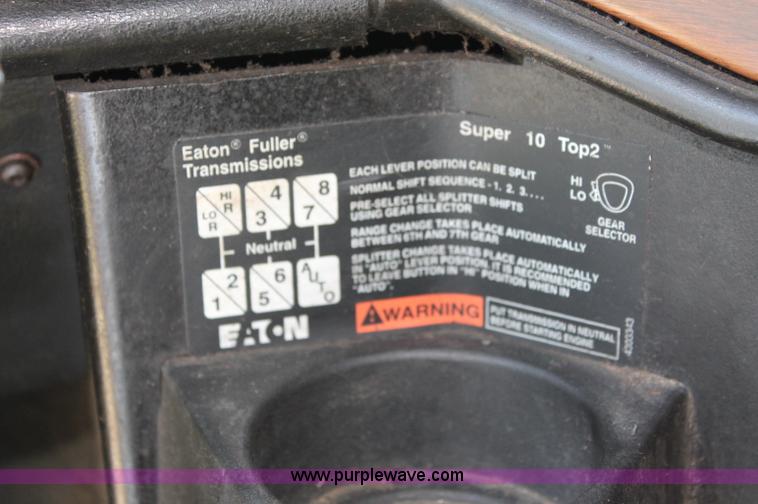 Eaton® Fuller®
Transmissions
Super 10 Top2™
HI
R
LO
R
4
3
8
7
Neutral
2
1
6
5
AUTO
EATON
EACH LEVER POSITION CAN BE SPLIT
NORMAL SHIFT SEQUENCE - 1, 2, 3....
PRE-SELECT ALL SPLITTER SHIFTS
USING GEAR SELECTOR
RANGE CHANGE TAKES PLACE AUTOMATICALLY
BETWEEN 6TH AND 7TH GEAR
SPLITTER CHANGE TAKES PLACE AUTOMATICALLY
IN "AUTO" LEVER POSITION. IT IS RECOMMENDED
TO LEAVE BUTTON IN "HI" POSITION WHEN IN
"AUTO".
HI
LO
GEAR
SELECTOR
WARNING
PUT TRANSMISSION IN NEUTRAL
BEFORE STARTING ENGINE
4303343
www.purplewave.com